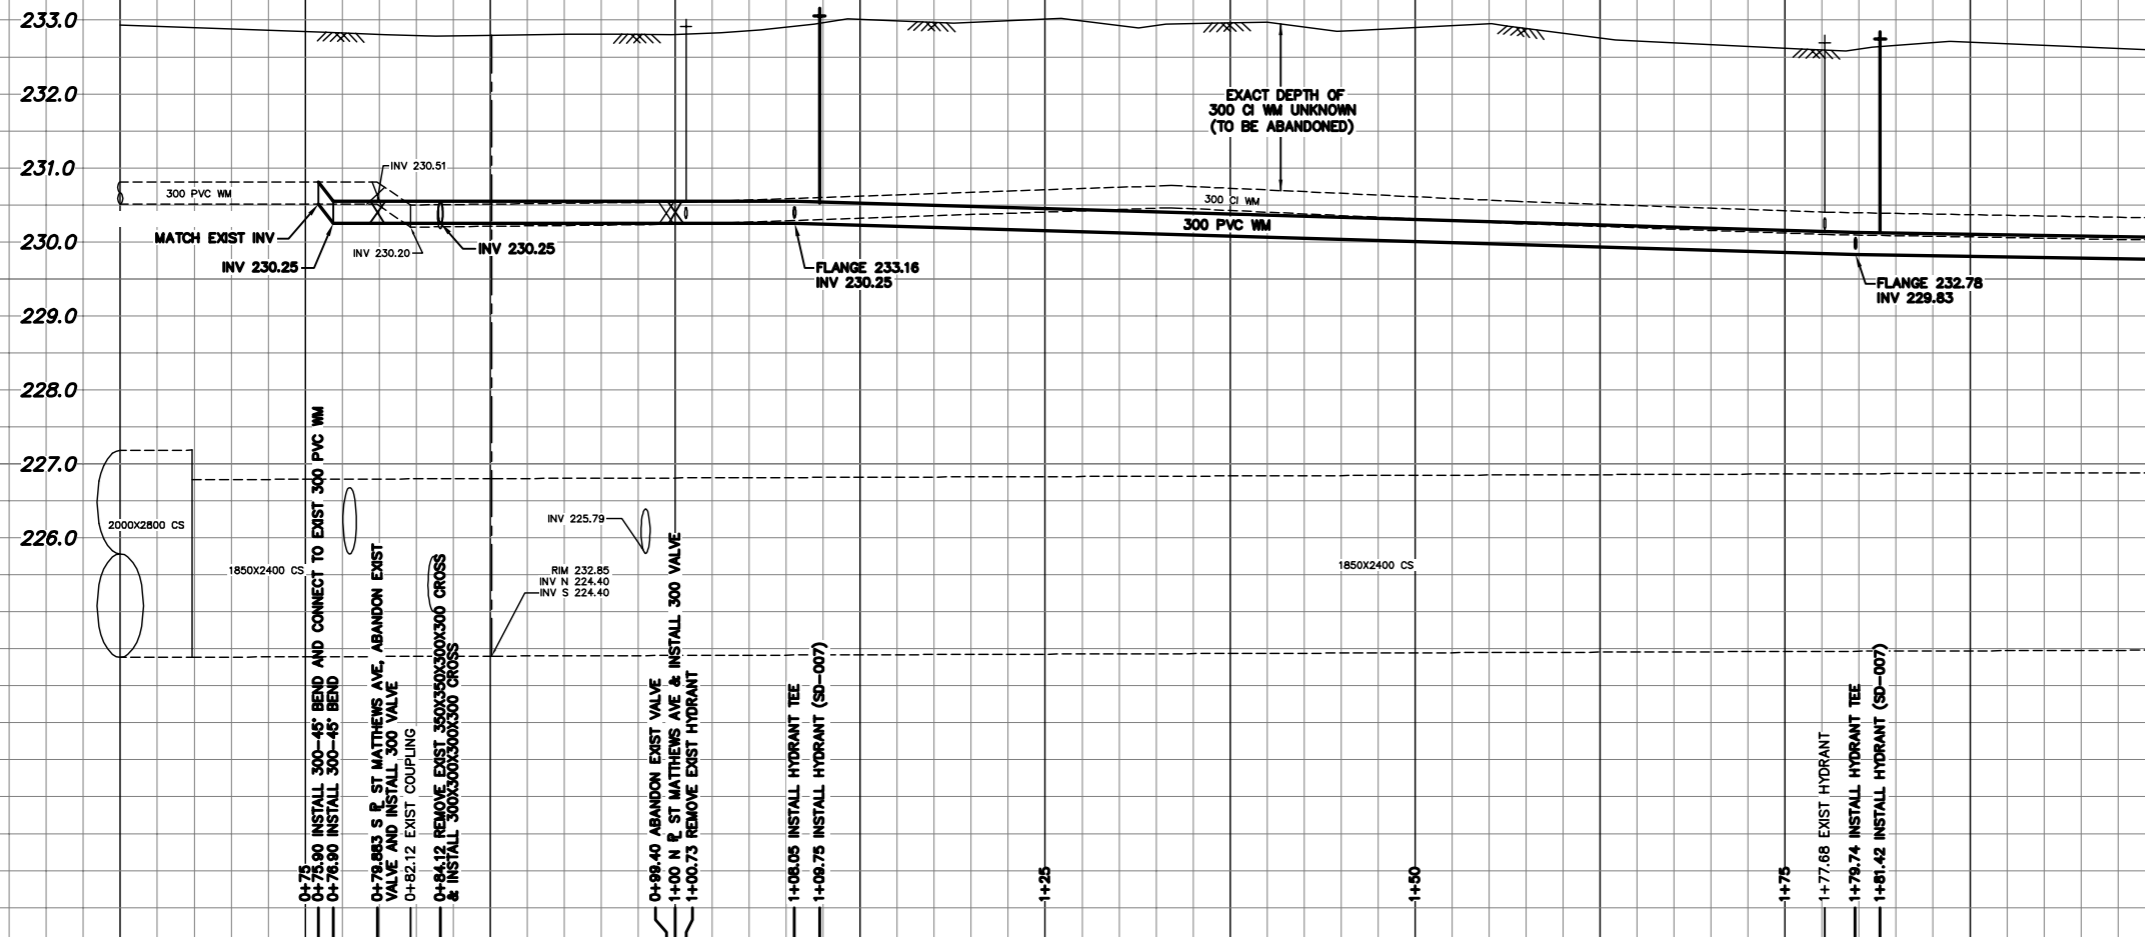 233.0
232.0
231.0
230.0
229.0
228.0
227.0
226.0
EXACT DEPTH OF
300 CI WM UNKNOWN
(TO BE ABANDONED)
INV 230.51
300 PVC WM
300 CI WM
300 PVC WM
MATCH EXIST INV
INV 230.20
INV 230.25
INV 230.25
FLANGE 233.16
INV 230.25
FLANGE 232.78
INV 229.83
2000X2800 CS
1850X2400 CS
INV 225.79
RIM 232.85
INV N 224.40
INV S 224.40
1850X2400 CS
0+75
0+75.90 INSTALL 300-45° BEND AND CONNECT TO EXIST 300 PVC WM
0+76.90 INSTALL 300-45° BEND
0+79.883 S PL ST MATTHEWS AVE, ABANDON EXIST
VALVE AND INSTALL 300 VALVE
0+82.12 EXIST COUPLING
0+84.12 REMOVE EXIST 350X350X300X300 CROSS
& INSTALL 300X300X300X300 CROSS
0+99.40 ABANDON EXIST VALVE
1+00 N PL ST MATTHEWS AVE & INSTALL 300 VALVE
1+00.73 REMOVE EXIST HYDRANT
1+08.05 INSTALL HYDRANT TEE
1+09.75 INSTALL HYDRANT (SD-007)
1+25
1+50
1+75
1+77.68 EXIST HYDRANT
1+79.74 INSTALL HYDRANT TEE
1+81.42 INSTALL HYDRANT (SD-007)